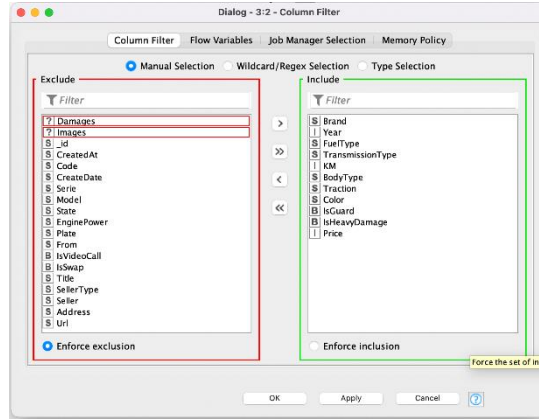 Dialog - 3:2 - Column Filter
Column Filter Flow Variables Job Manager Selection Memory Policy
Manual Selection Wildcard/Regex Selection Type Selection
Exclude
Filter
? Damages
? Images
S _id
S CreatedAt
S Code
S CreateDate
S Serie
S Model
S State
S EnginePower
S Plate
S From
B IsVideoCall
B IsSwap
S Title
S SellerType
S Seller
S Address
S Url
Enforce exclusion
>
»
<
«
Include
Filter
S Brand
I Year
S FuelType
S TransmissionType
I KM
S BodyType
S Traction
S Color
B IsGuard
B IsHeavyDamage
I Price
Enforce inclusion
Force the set of in
OK Apply Cancel ?